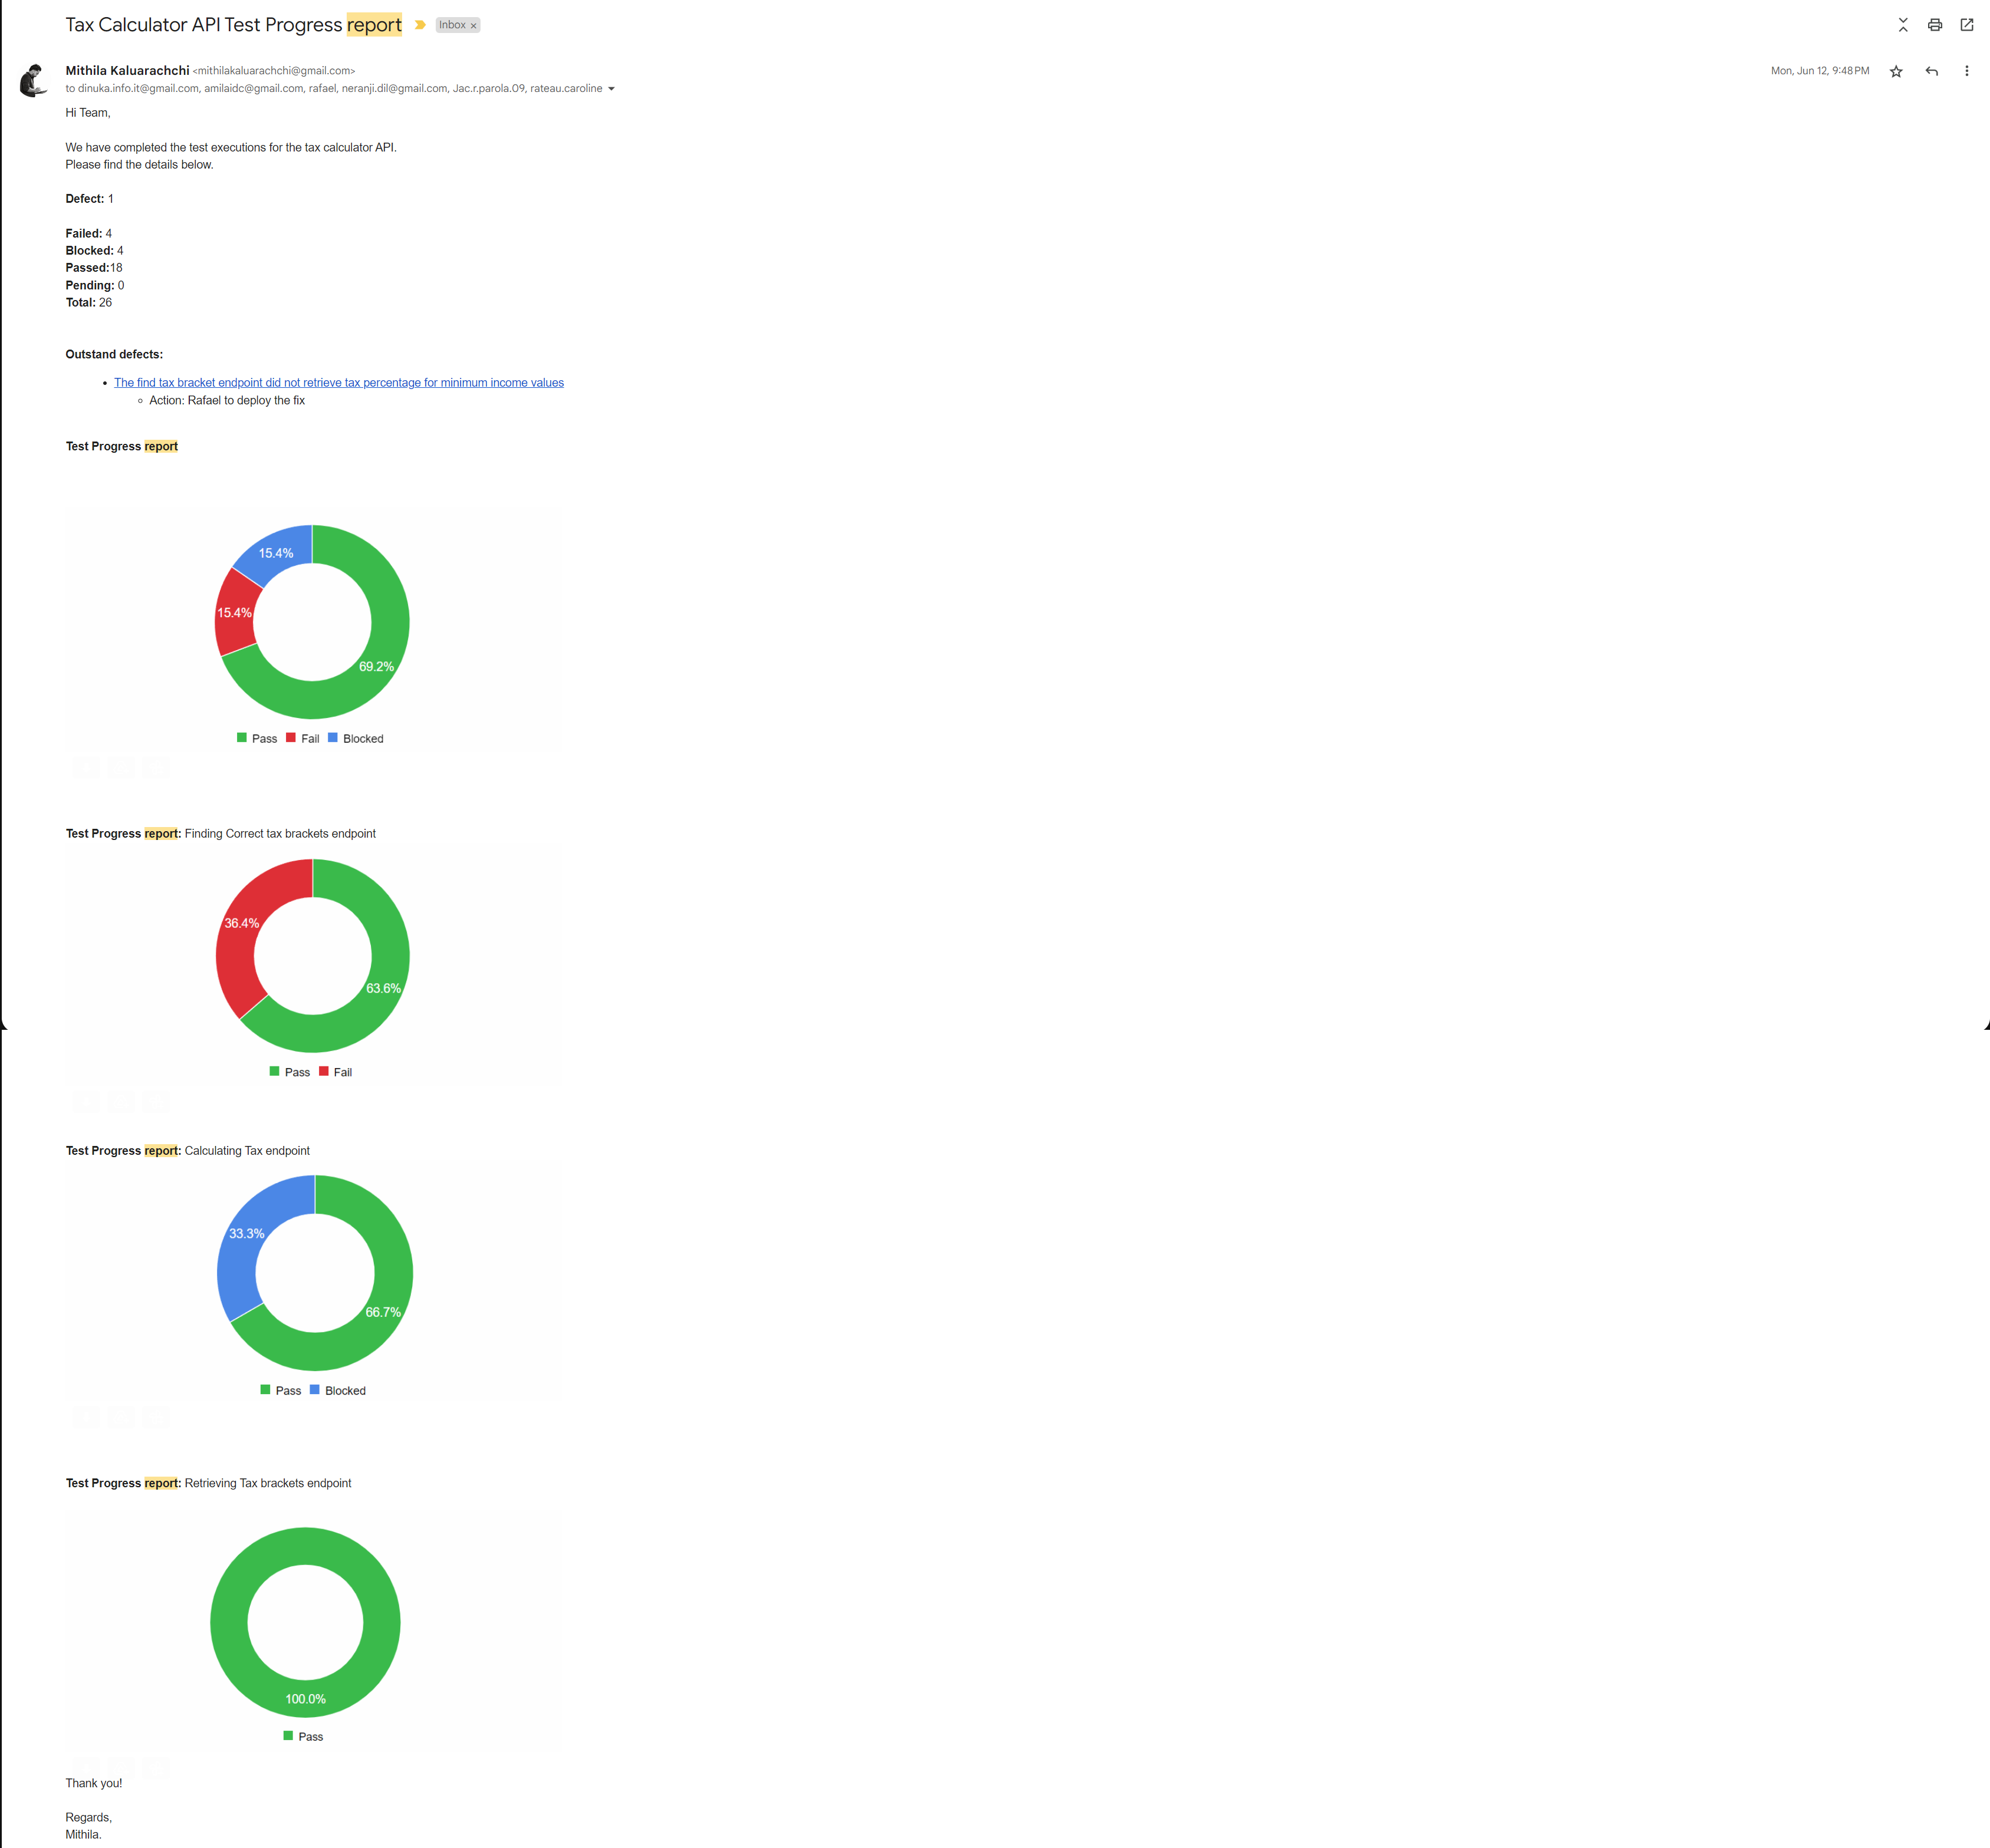 Tax Calculator API Test Progress report Inbox ×
Mithila Kaluarachchi <mithilakaluarachchi@gmail.com> Mon, Jun 12, 9:48 PM
to dinuka.info.it@gmail.com, amilaidc@gmail.com, rafael, neranji.dil@gmail.com, Jac.r.parola.09, rateau.caroline
Hi Team,
We have completed the test executions for the tax calculator API.
Please find the details below.
Defect: 1
Failed: 4
Blocked: 4
Passed:18
Pending: 0
Total: 26
Outstand defects:
• The find tax bracket endpoint did not retrieve tax percentage for minimum income values
○ Action: Rafael to deploy the fix
Test Progress report
15.4%
15.4%
69.2%
Pass Fail Blocked
Test Progress report: Finding Correct tax brackets endpoint
36.4%
63.6%
Pass Fail
Test Progress report: Calculating Tax endpoint
33.3%
66.7%
Pass Blocked
Test Progress report: Retrieving Tax brackets endpoint
100.0%
Pass
Thank you!
Regards,
Mithila.